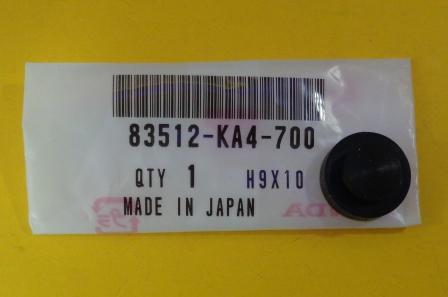 83512-KA4-700
QTY 1 H9X10
MADE IN JAPAN